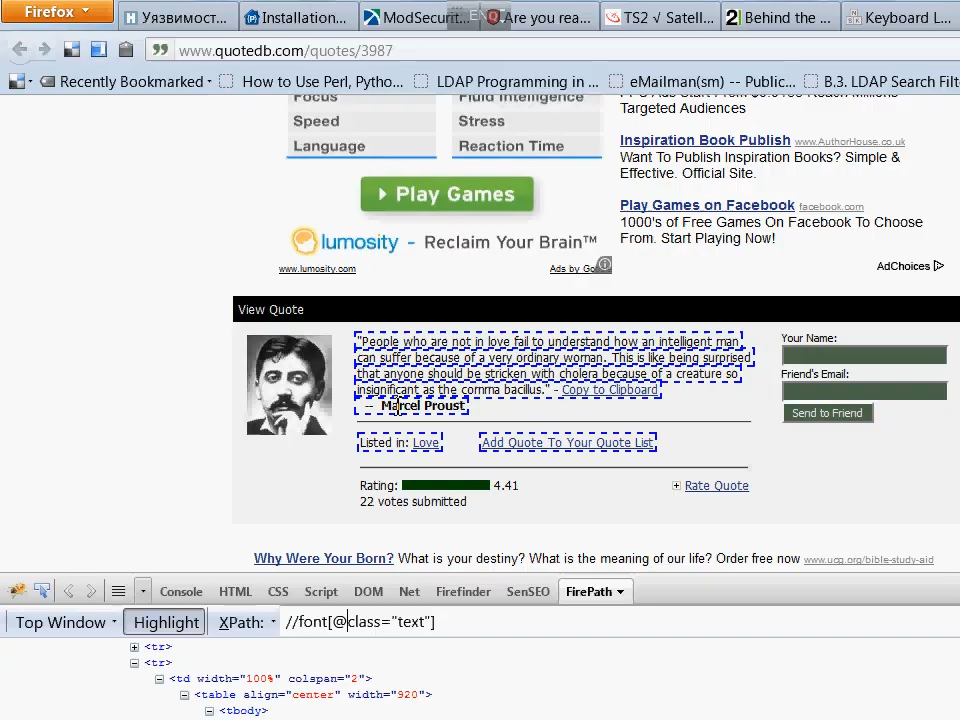 Firefox
Уязвимост...
Installation...
ModSecurit...
Are you rea...
TS2 √ Satell...
Behind the ...
Keyboard L...
www.quotedb.com/quotes/3987
Recently Bookmarked
How to Use Perl, Pytho...
LDAP Programming in ...
eMailman(sm) -- Public...
B.3. LDAP Search Filt
Focus Fluid Intelligence
Speed Stress
Language Reaction Time
Play Games
lumosity - Reclaim Your Brain™
www.lumosity.com Ads by Go
Targeted Audiences
Inspiration Book Publish www.AuthorHouse.co.uk
Want To Publish Inspiration Books? Simple &
Effective. Official Site.
Play Games on Facebook facebook.com
1000's of Free Games On Facebook To Choose
From. Start Playing Now!
AdChoices
View Quote
"People who are not in love fail to understand how an intelligent man
can suffer because of a very ordinary woman. This is like being surprised
that anyone should be stricken with cholera because of a creature so
insignificant as the comma bacillus." - Copy to Clipboard
-- Marcel Proust
Listed in: Love Add Quote To Your Quote List
Rating: 4.41 Rate Quote
22 votes submitted
Your Name:
Friend's Email:
Send to Friend
Why Were Your Born? What is your destiny? What is the meaning of our life? Order free now www.ucg.org/bible-study-aid
Console HTML CSS Script DOM Net Firefinder SenSEO FirePath
Top Window Highlight XPath: //font[@class="text"]
<tr>
<tr>
<td width="100%" colspan="2">
<table align="center" width="920">
<tbody>